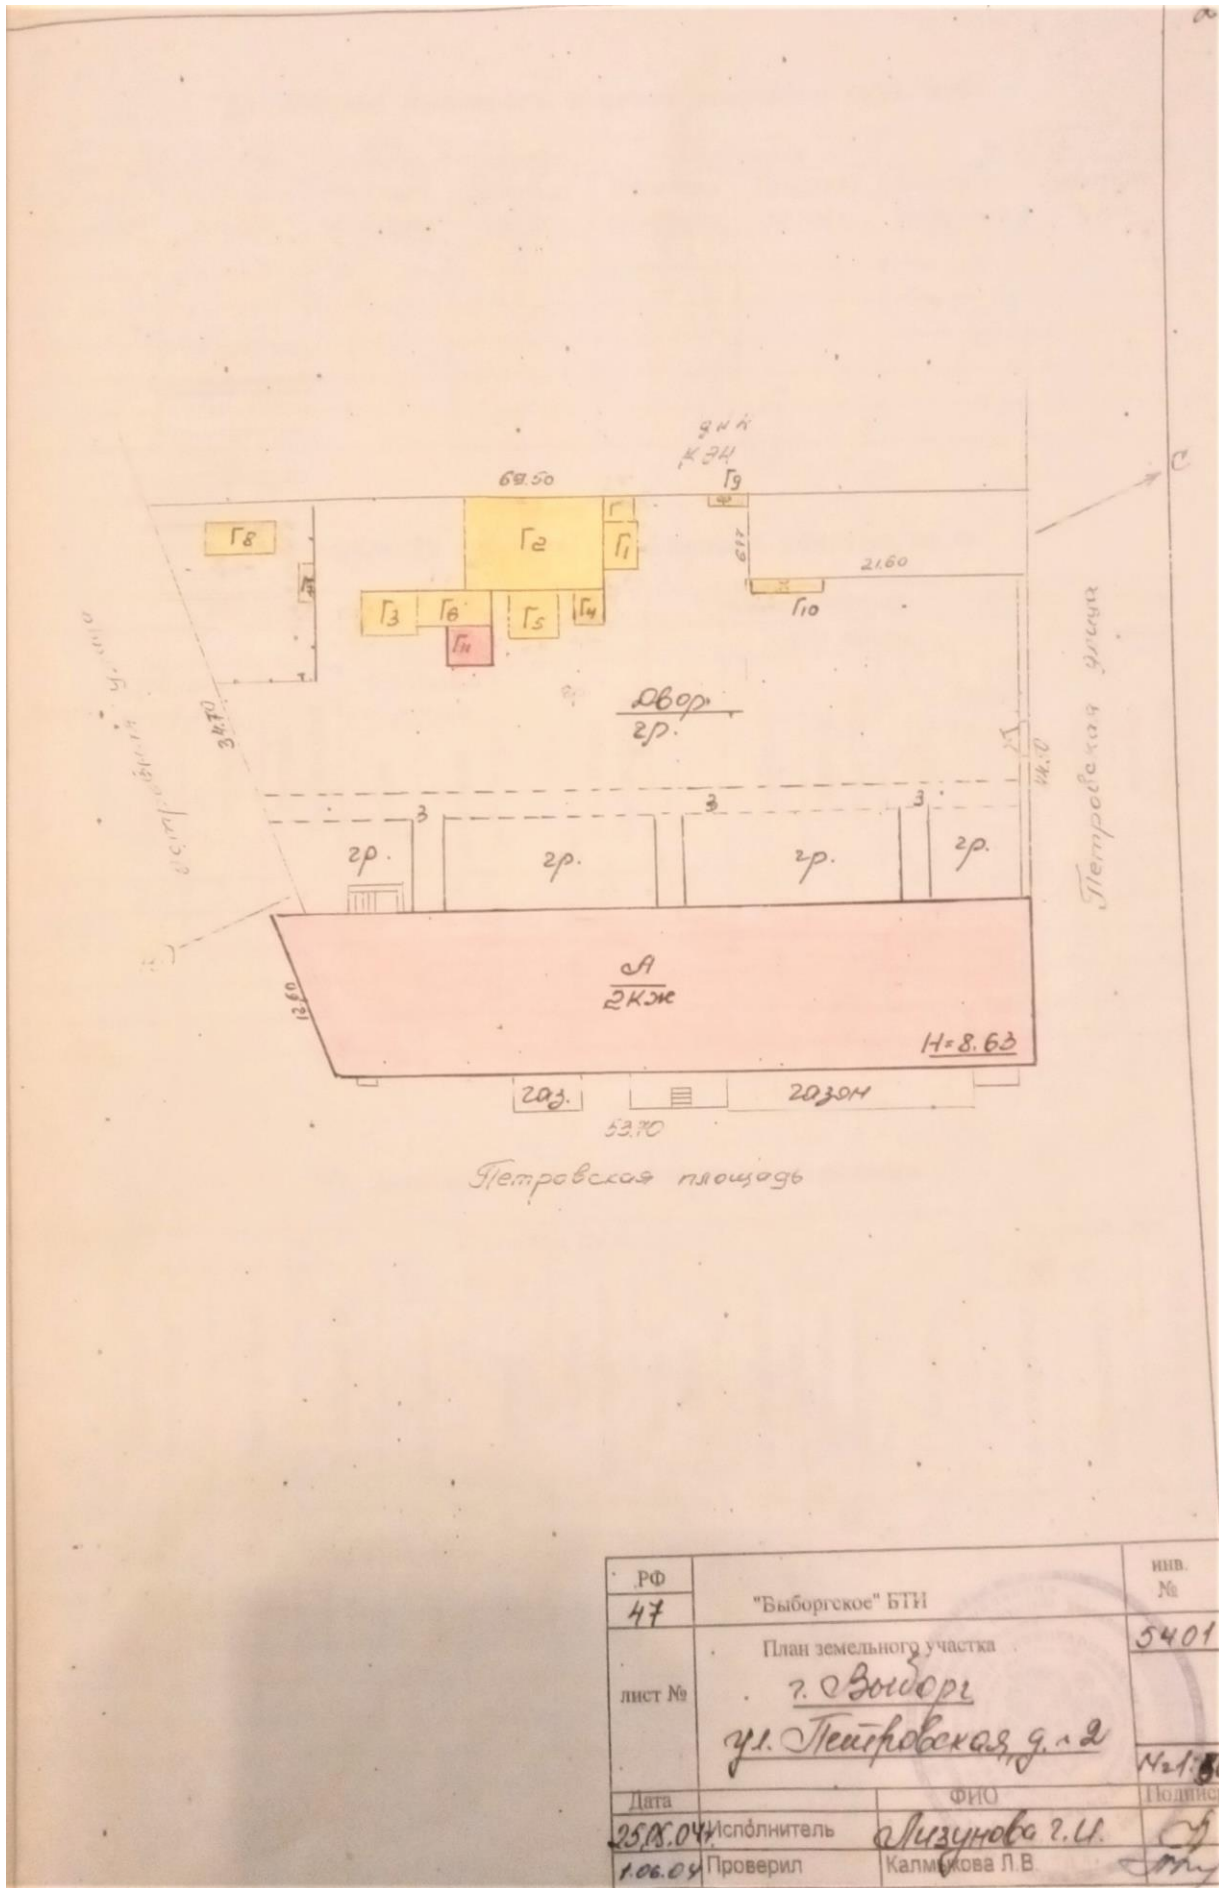 С
69.50
Г9
Г8
Г2
Г
Г1
6.17
21.60
Г3
Г6
Г5
Г4
Г10
Г11
Двор.
гр.
34.70
Петровская улица
3
3
3
гр.
гр.
гр.
гр.
А
2КЖ
12.60
Н=8.63
газ.
газон
53.70
Петровская площадь
РФ
47
"Выборгское" БТИ
инв.
№
5401
лист №
План земельного участка
г. Выборг
ул. Петровская, д. 2
Дата
ФИО
25.05.04
Исполнитель
Лизунова Г.И.
1.06.04
Проверил
Калмыкова Л.В.